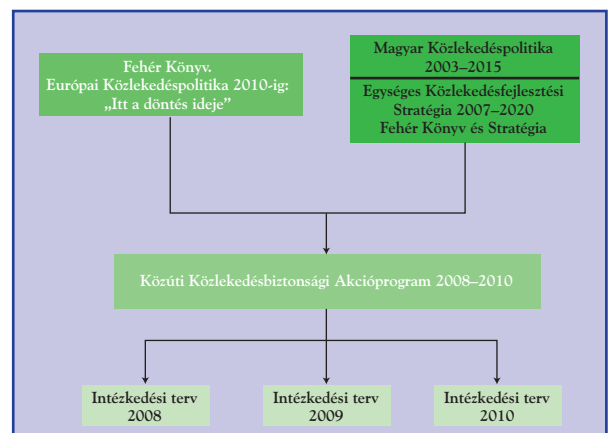 Fehér Könyv.
Európai Közlekedéspolitika 2010-ig:
„Itt a döntés ideje”
Magyar Közlekedéspolitika
2003–2015
Egységes Közlekedésfejlesztési
Stratégia 2007–2020
Fehér Könyv és Stratégia
Közúti Közlekedésbiztonsági Akcióprogram 2008–2010
Intézkedési terv
2008
Intézkedési terv
2009
Intézkedési terv
2010